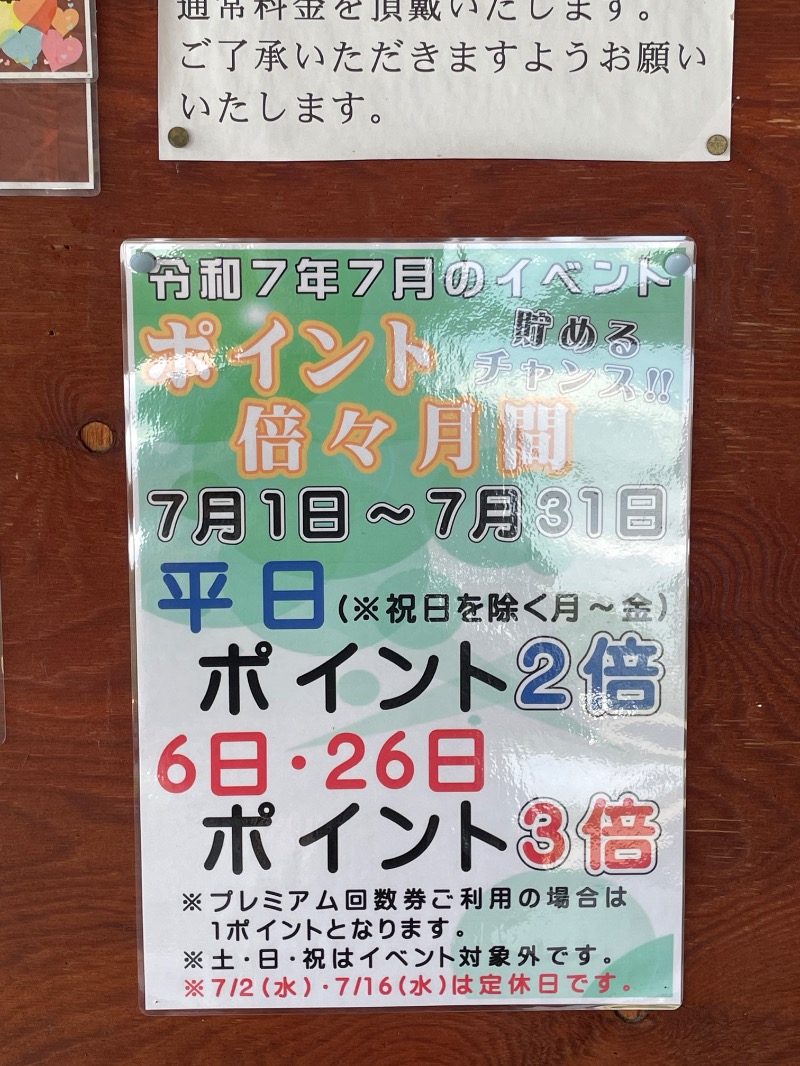 通常料金を頂戴いたします。
ご了承いただきますようお願い
いたします。
令和7年7月のイベント
ポイント
貯める
チャンス!!
倍々月間
7月1日～7月31日
平日(※祝日を除く月～金)
ポイント2倍
6日・26日
ポイント3倍
※プレミアム回数券ご利用の場合は
1ポイントとなります。
※土・日・祝はイベント対象外です。
※7/2(水)・7/16(水)は定休日です。